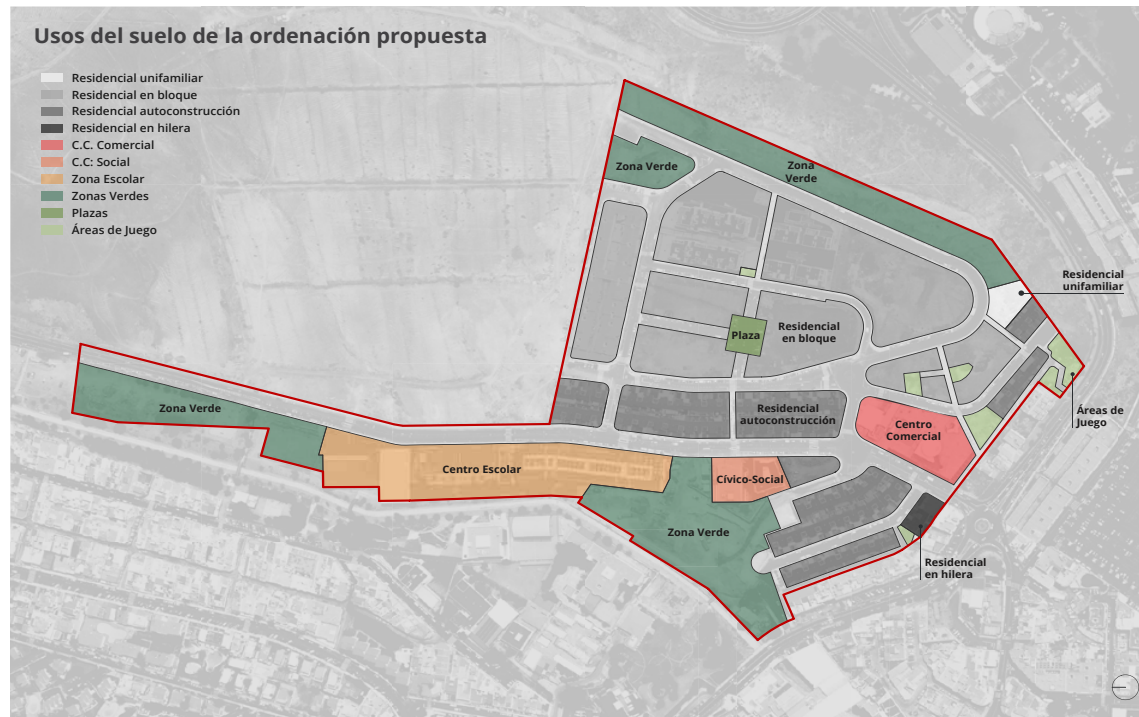 Usos del suelo de la ordenación propuesta
Residencial unifamiliar
Residencial en bloque
Residencial autoconstrucción
Residencial en hilera
C.C. Comercial
C.C: Social
Zona Escolar
Zonas Verdes
Plazas
Áreas de Juego
Zona Verde
Zona
Verde
Residencial
unifamiliar
Plaza
Residencial
en bloque
Zona Verde
Residencial
autoconstrucción
Centro
Comercial
Áreas de
Juego
Centro Escolar
Cívico-Social
Zona Verde
Residencial
en hilera